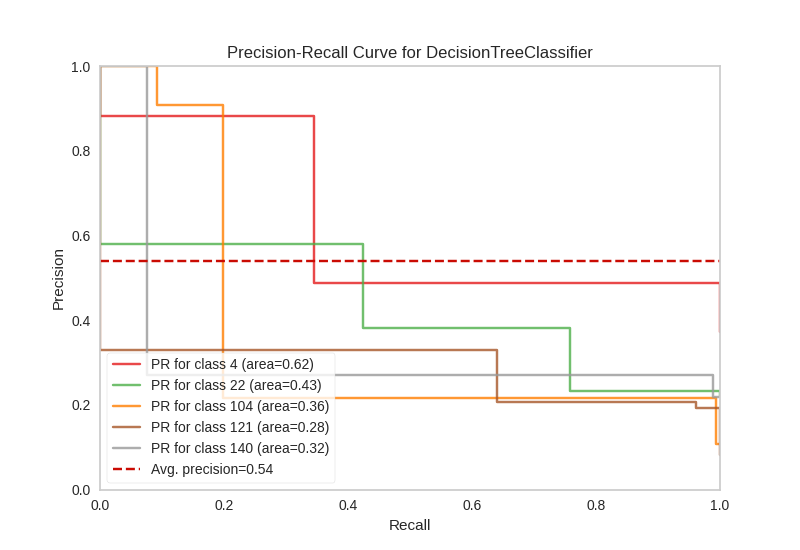 Precision-Recall Curve for DecisionTreeClassifier
1.0
0.8
0.6
0.4
0.2
0.0
Precision
PR for class 4 (area=0.62)
PR for class 22 (area=0.43)
PR for class 104 (area=0.36)
PR for class 121 (area=0.28)
PR for class 140 (area=0.32)
Avg. precision=0.54
0.0 0.2 0.4 0.6 0.8 1.0
Recall